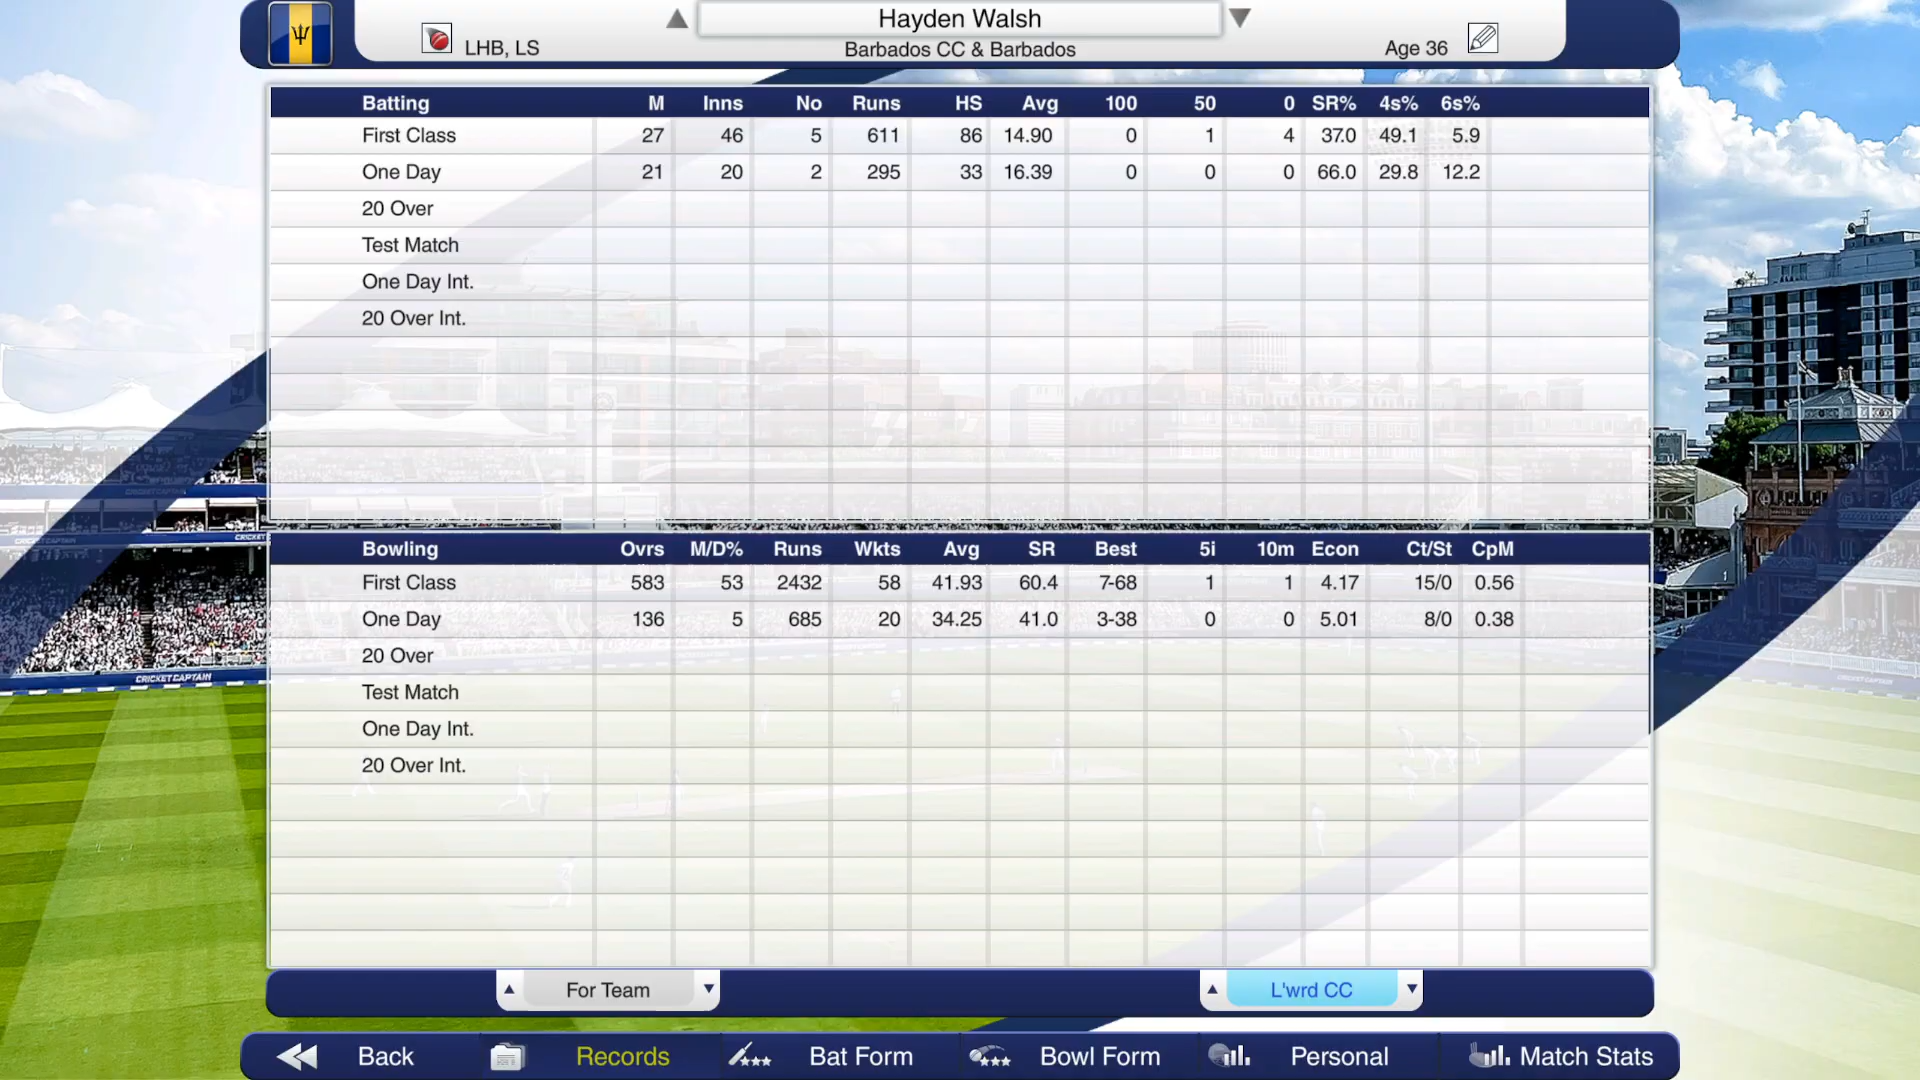 Hayden Walsh
LHB, LS
Barbados CC & Barbados
Age 36
Batting M Inns No Runs HS Avg 100 50 0 SR% 4s% 6s%
First Class 27 46 5 611 86 14.90 0 1 4 37.0 49.1 5.9
One Day 21 20 2 295 33 16.39 0 0 0 66.0 29.8 12.2
20 Over
Test Match
One Day Int.
20 Over Int.
Bowling Ovrs M/D% Runs Wkts Avg SR Best 5i 10m Econ Ct/St CpM
First Class 583 53 2432 58 41.93 60.4 7-68 1 1 4.17 15/0 0.56
One Day 136 5 685 20 34.25 41.0 3-38 0 0 5.01 8/0 0.38
20 Over
Test Match
One Day Int.
20 Over Int.
CRICKET CAPTAIN
For Team
L'wrd CC
Back Records Bat Form Bowl Form Personal Match Stats